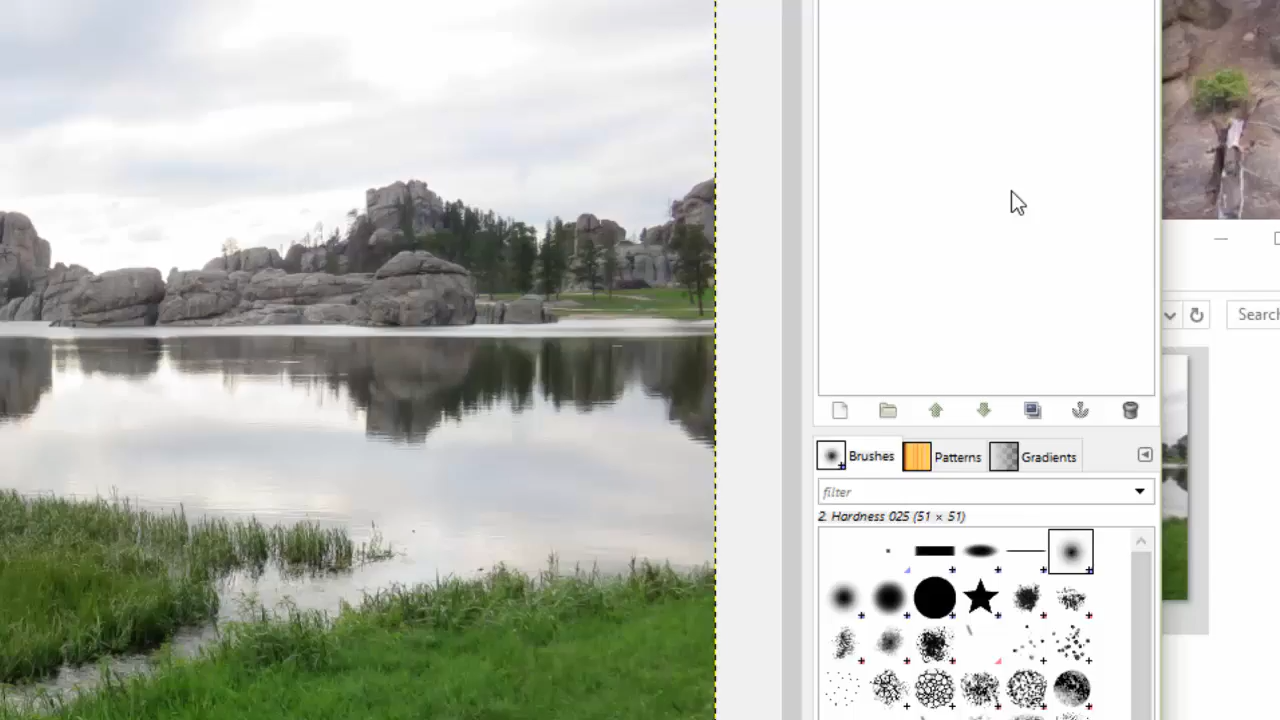 Search
Brushes
Patterns
Gradients
filter
2. Hardness 025 (51 × 51)